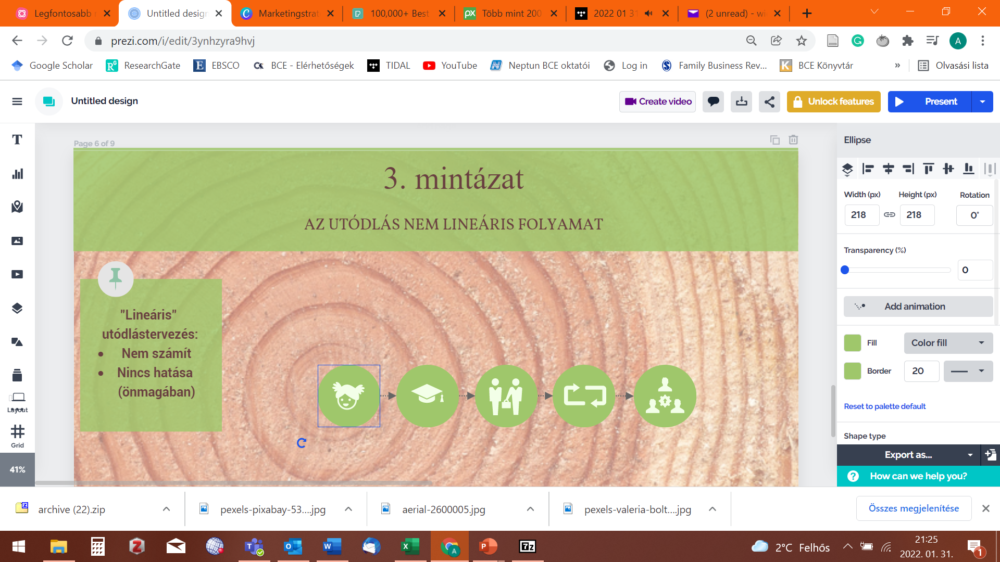 Legfontosabb
Untitled design
Marketingstrat
100,000+ Best
Több mint 200
2022 01 31
(2 unread) - wi
prezi.com/i/edit/3ynhzyra9hvj
A
Google Scholar
ResearchGate
EBSCO
BCE - Elérhetőségek
TIDAL
YouTube
Neptun BCE oktatói
Log in
Family Business Rev...
BCE Könyvtár
»
Olvasási lista
Untitled design
Create video
Unlock features
Present
Page 6 of 9
3. mintázat
AZ UTÓDLÁS NEM LINEÁRIS FOLYAMAT
"Lineáris"
utódlástervezés:
• Nem számít
• Nincs hatása
(önmagában)
Layout
Grid
41%
Ellipse
Width (px) Height (px) Rotation
218 218 0°
Transparency (%)
0
Add animation
Fill Color fill
Border 20
Reset to palette default
Shape type
Export as...
How can we help you?
archive (22).zip
pexels-pixabay-53....jpg
aerial-2600005.jpg
pexels-valeria-bolt....jpg
Összes megjelenítése
2°C Felhős
21:25
2022. 01. 31.
1